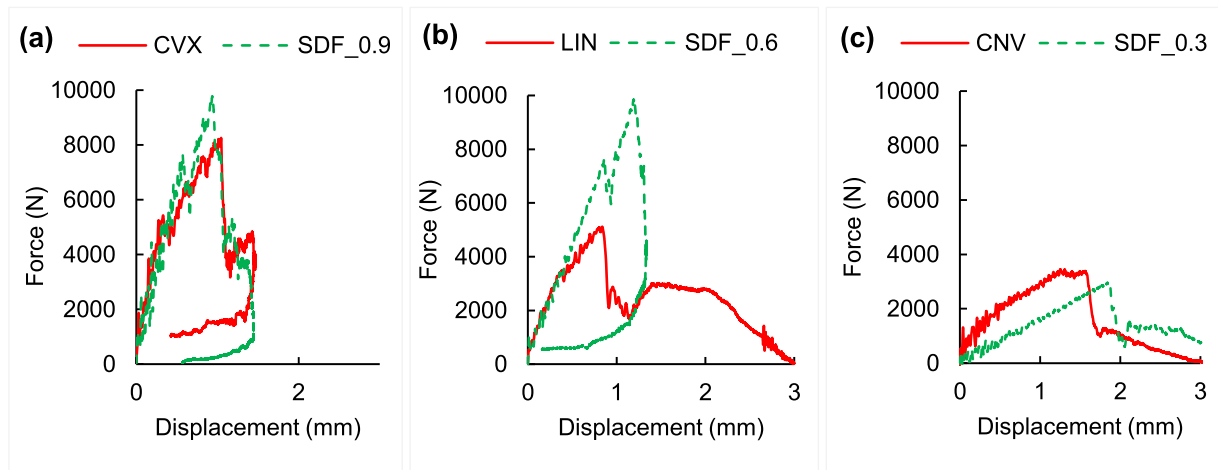 (a) CVX SDF_0.9
10000
8000
6000
4000
2000
0
0 2
Force (N)
Displacement (mm)
(b) LIN SDF_0.6
10000
8000
6000
4000
2000
0
0 1 2 3
Force (N)
Displacement (mm)
(c) CNV SDF_0.3
10000
8000
6000
4000
2000
0
0 1 2 3
Force (N)
Displacement (mm)